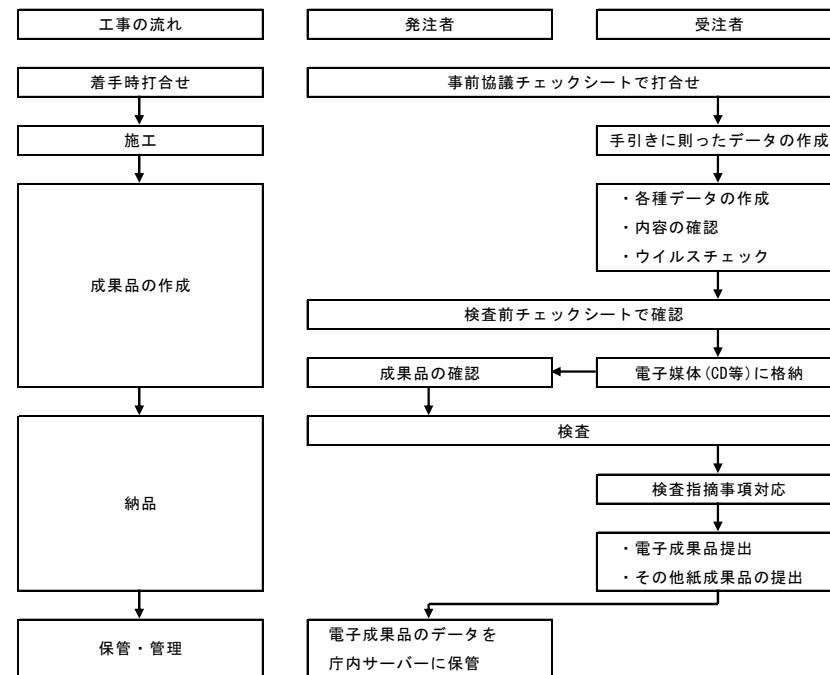 工事の流れ
発注者
受注者
着手時打合せ
事前協議チェックシートで打合せ
施工
手引きに則ったデータの作成
成果品の作成
・各種データの作成
・内容の確認
・ウイルスチェック
検査前チェックシートで確認
成果品の確認
電子媒体(CD等)に格納
納品
検査
検査指摘事項対応
・電子成果品提出
・その他紙成果品の提出
保管・管理
電子成果品のデータを
庁内サーバーに保管